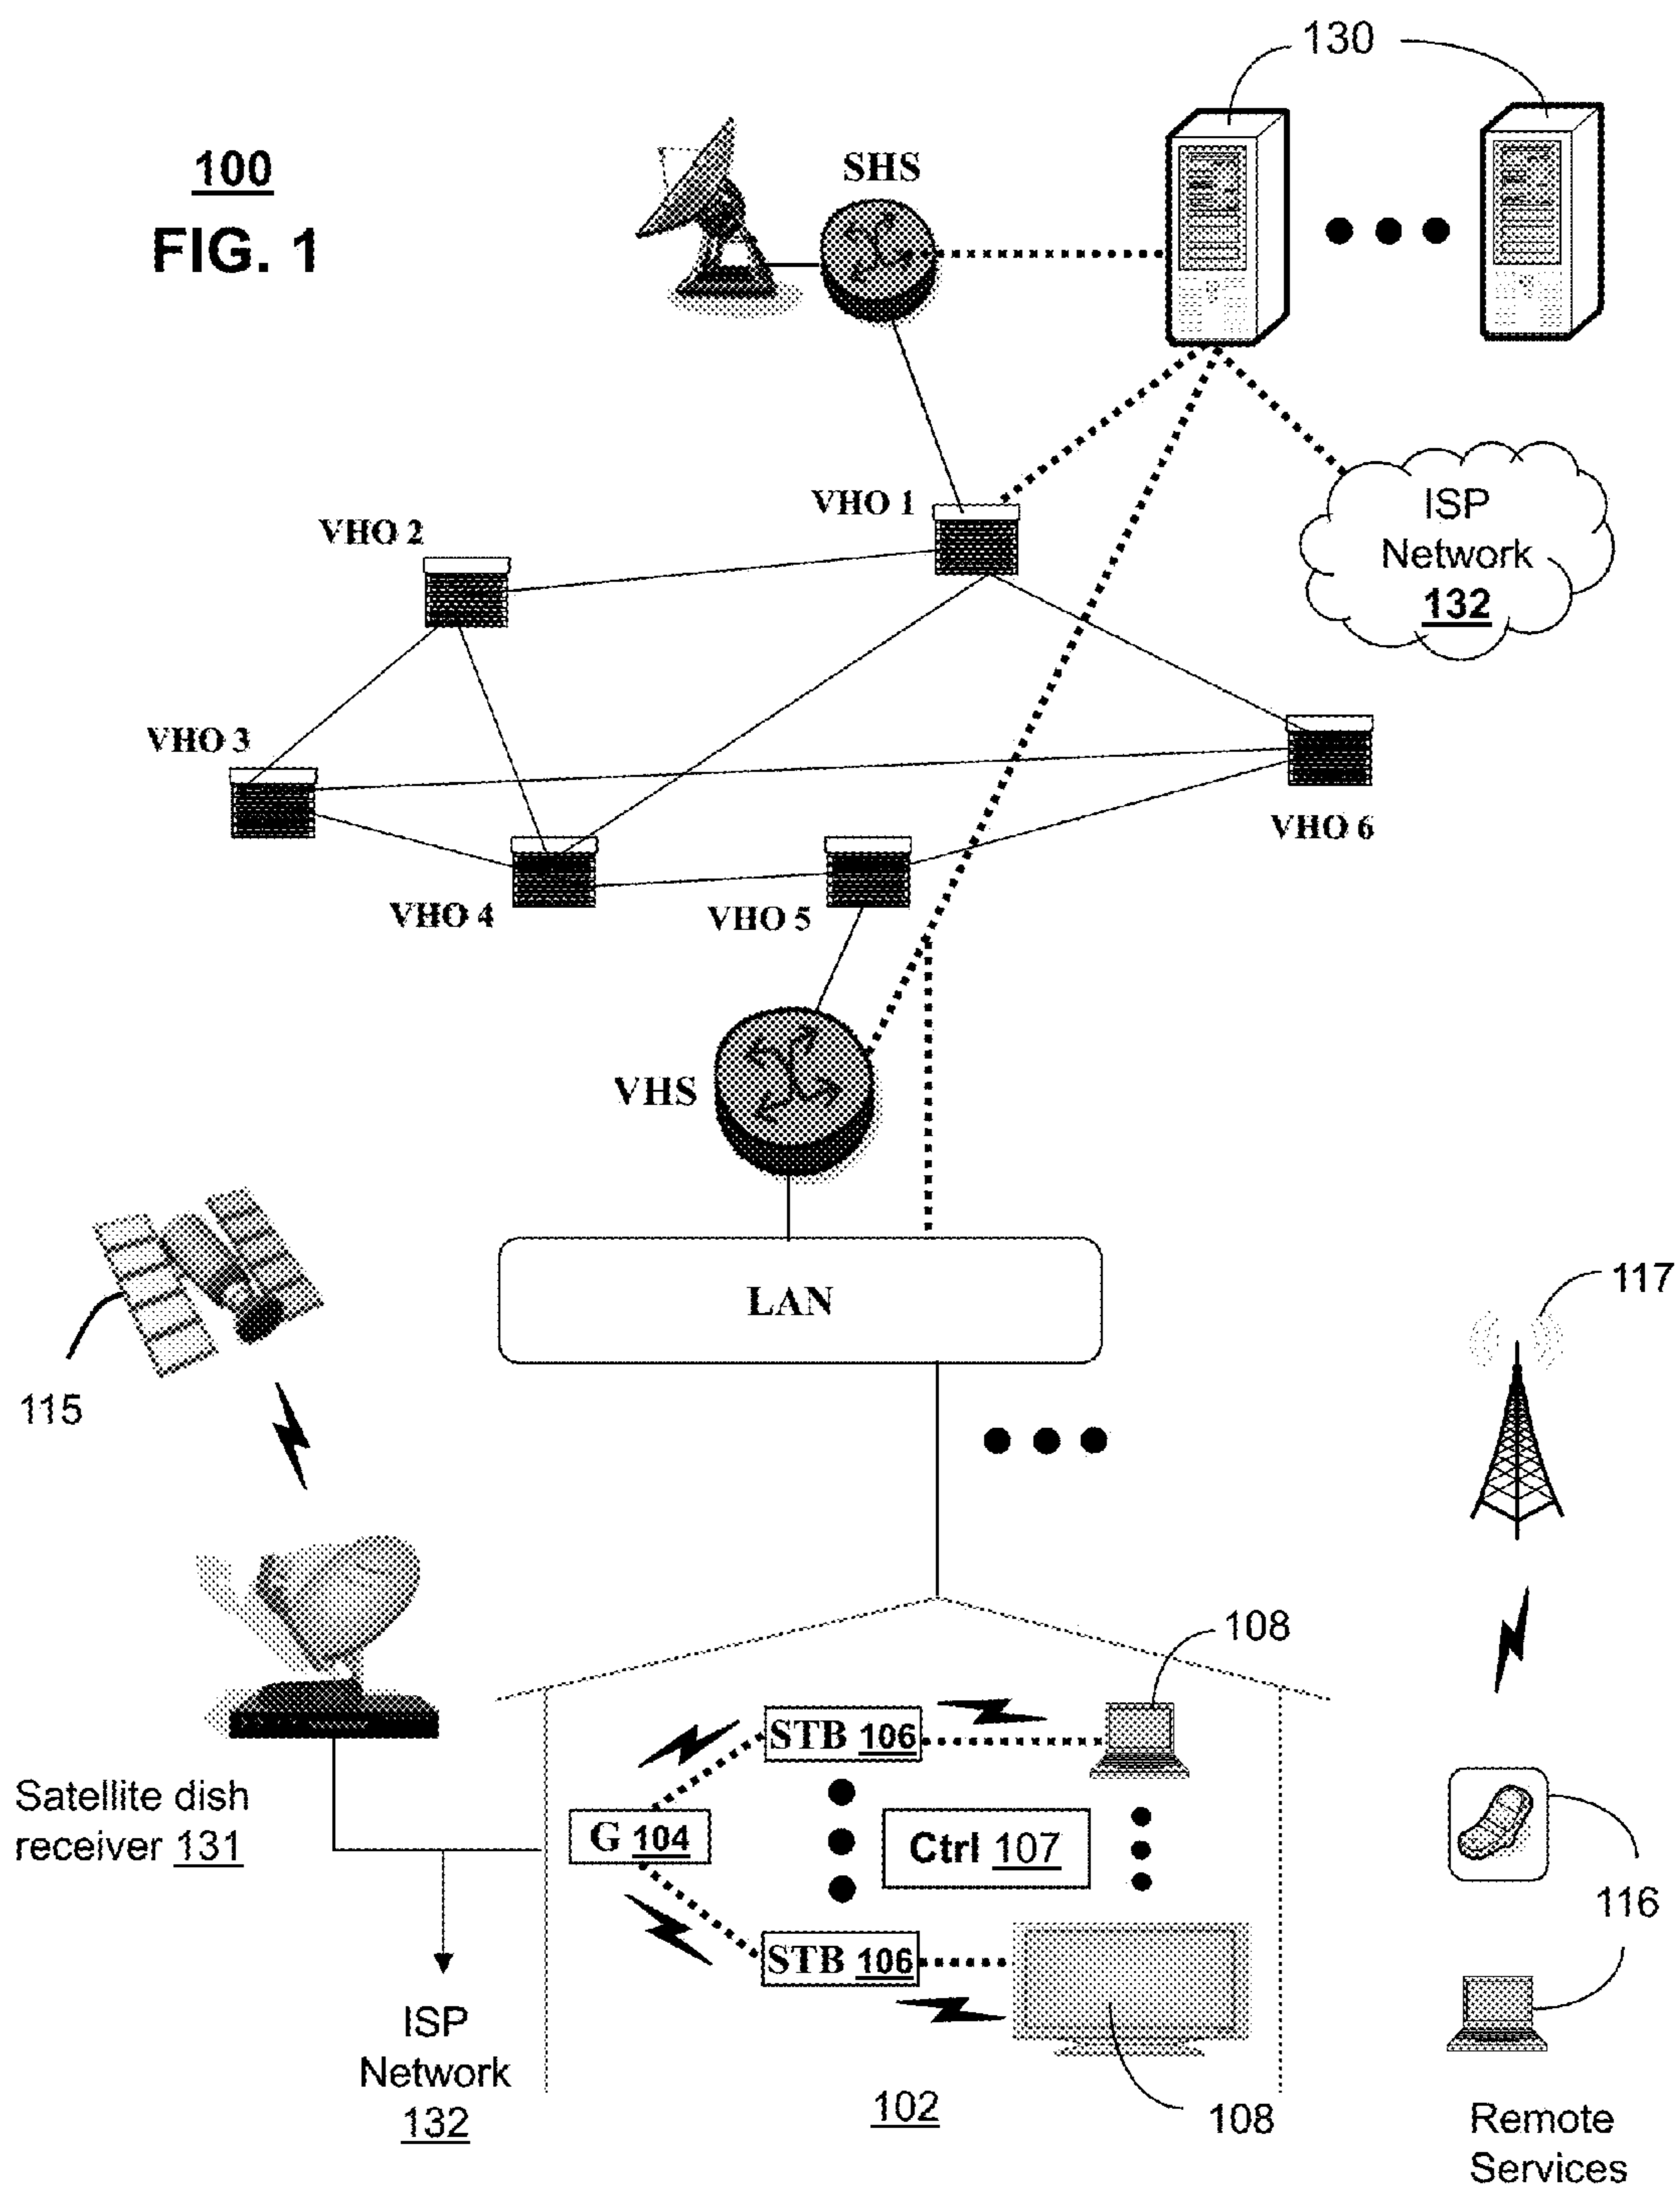 130
100
FIG. 1
SHS
VHO 1
VHO 2
ISP
Network
132
VHO 3
VHO 6
VHO 4
VHO 5
VHS
LAN
117
115
108
STB 106
Satellite dish
receiver 131
G 104
Ctrl 107
116
STB 106
ISP
Network
132
102
108
Remote
Services